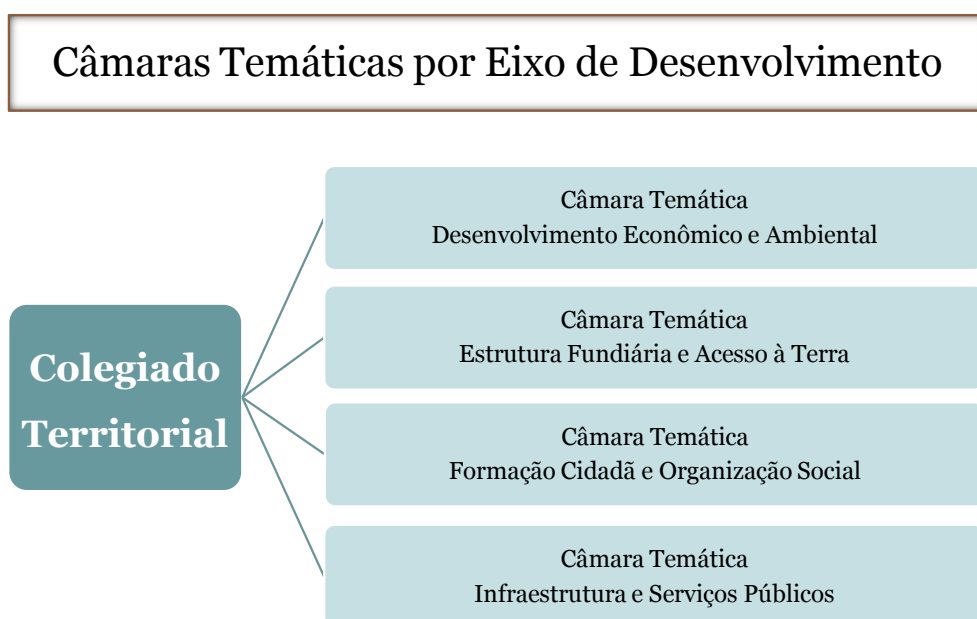 Câmaras Temáticas por Eixo de Desenvolvimento
Câmara Temática
Desenvolvimento Econômico e Ambiental
Câmara Temática
Estrutura Fundiária e Acesso à Terra
Colegiado
Territorial
Câmara Temática
Formação Cidadã e Organização Social
Câmara Temática
Infraestrutura e Serviços Públicos